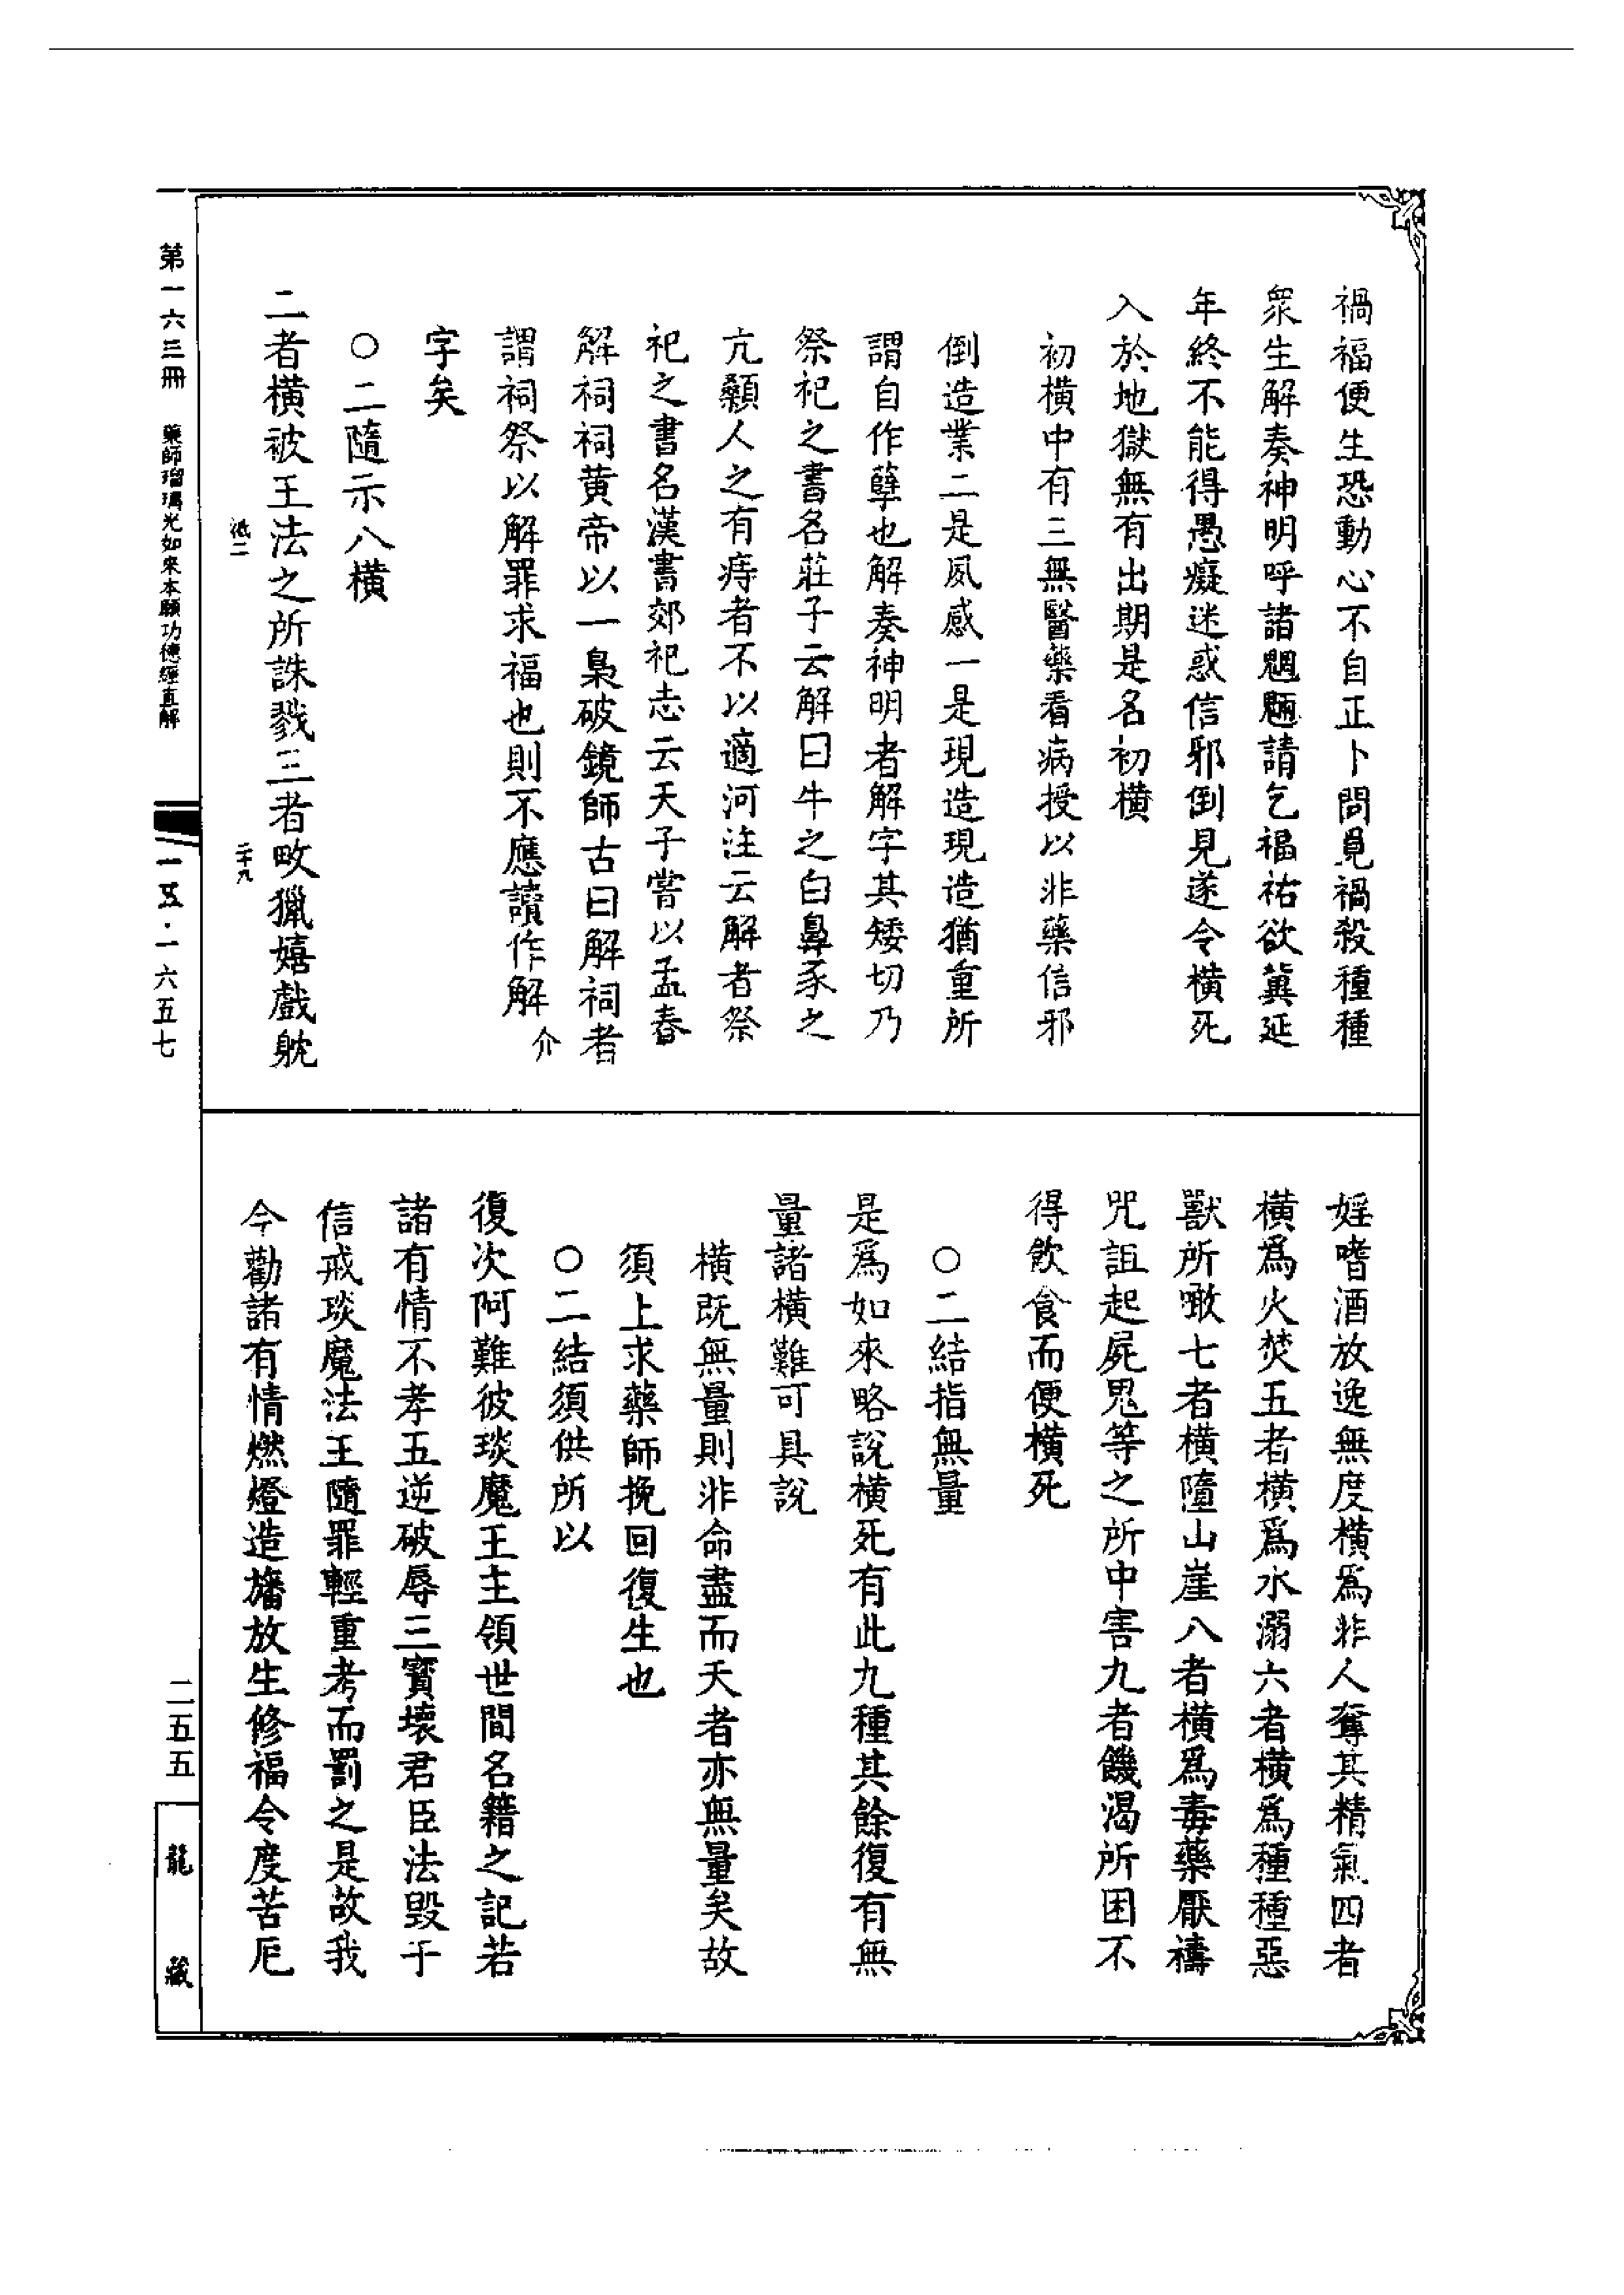 禍福便生恐動心不自正卜問覓禍殺種種
衆生解奏神明呼諸魍魎請乞福祐欲冀延
年終不能得愚癡迷惑信邪倒見遂令橫死
入於地獄無有出期是名初橫
初橫中有三無醫藥看病授以非藥信邪
倒造業二是夙感一是現造現造猶重所
謂自作孽也解奏神明者解字其矮切乃
祭祀之書名莊子云解曰牛之白鼻豕之
亢顙人之有痔者不以適河注云解者祭
祀之書名漢書郊祀志云天子嘗以孟春
解祠祠黄帝以一梟破鏡師古曰解祠者
謂祠祭以解罪求福也則不應讀作解介
字矣
○二隨示八橫
二者橫被王法之所誅戮三者畋獵嬉戲躭
婬嗜酒放逸無度橫爲非人奪其精氣四者
橫爲火焚五者橫爲水溺六者橫爲種種惡
獸所噉七者橫墮山崖八者橫爲毒藥厭禱
咒詛起屍鬼等之所中害九者饑渴所困不
得飲食而便橫死
○二結指無量
是爲如來略說橫死有此九種其餘復有無
量諸橫難可具說
橫既無量則非命盡而夭者亦無量矣故
須上求藥師挽回復生也
○二結須供所以
復次阿難彼琰魔王主領世間名籍之記若
諸有情不孝五逆破辱三寶壞君臣法毀于
信戒琰魔法王隨罪輕重考而罰之是故我
今勸諸有情燃燈造旛放生修福令度苦厄
第一六三冊　藥師瑠璃光如來本願功德經直解
一五·一六五七
二五五
龍藏
二十九